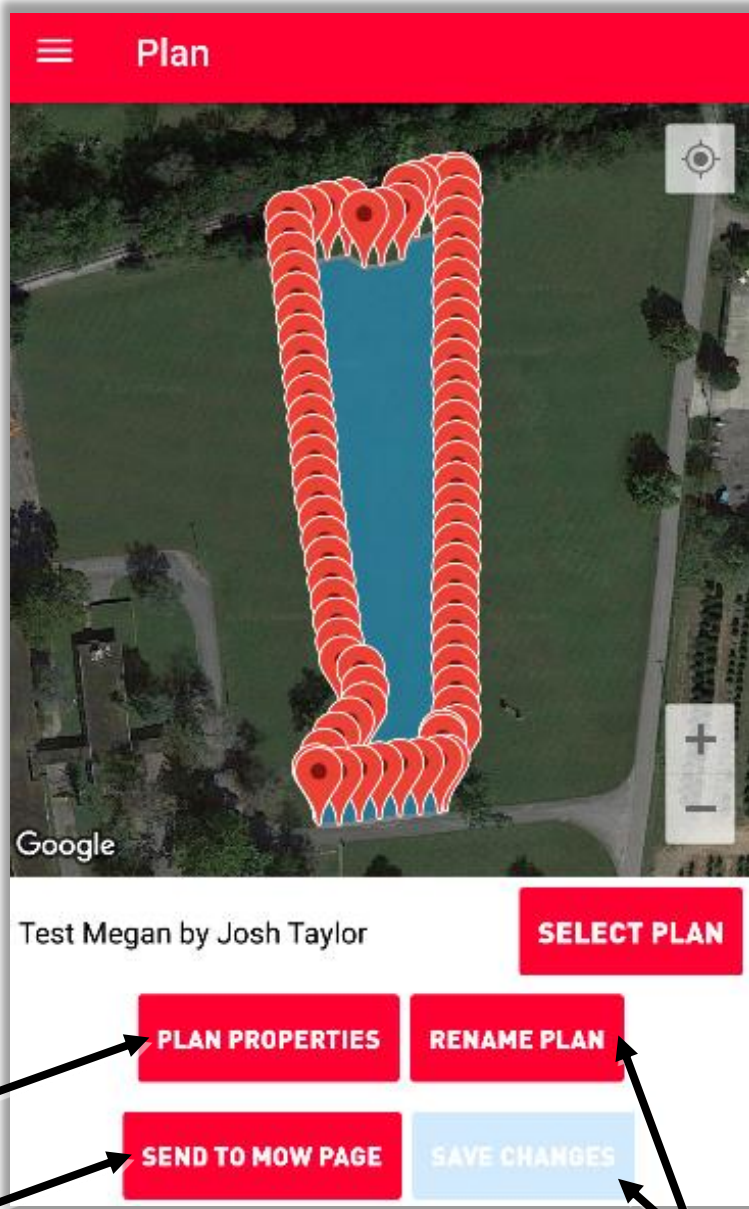 Plan
Google
Test Megan by Josh Taylor
SELECT PLAN
PLAN PROPERTIES
RENAME PLAN
SEND TO MOW PAGE
SAVE CHANGES